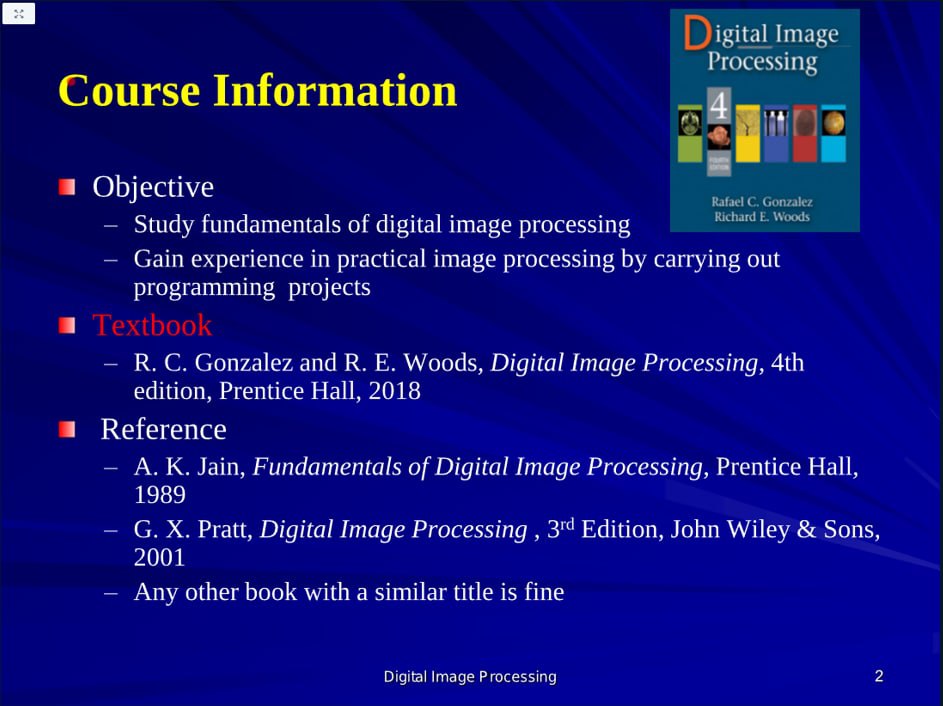 Digital Image
Processing
4
FOURTH
EDITION
Rafael C. Gonzalez
Richard E. Woods
Course Information
Objective
– Study fundamentals of digital image processing
– Gain experience in practical image processing by carrying out
programming projects
Textbook
– R. C. Gonzalez and R. E. Woods, Digital Image Processing, 4th
edition, Prentice Hall, 2018
Reference
– A. K. Jain, Fundamentals of Digital Image Processing, Prentice Hall,
1989
– G. X. Pratt, Digital Image Processing , 3rd Edition, John Wiley & Sons,
2001
– Any other book with a similar title is fine
Digital Image Processing 2